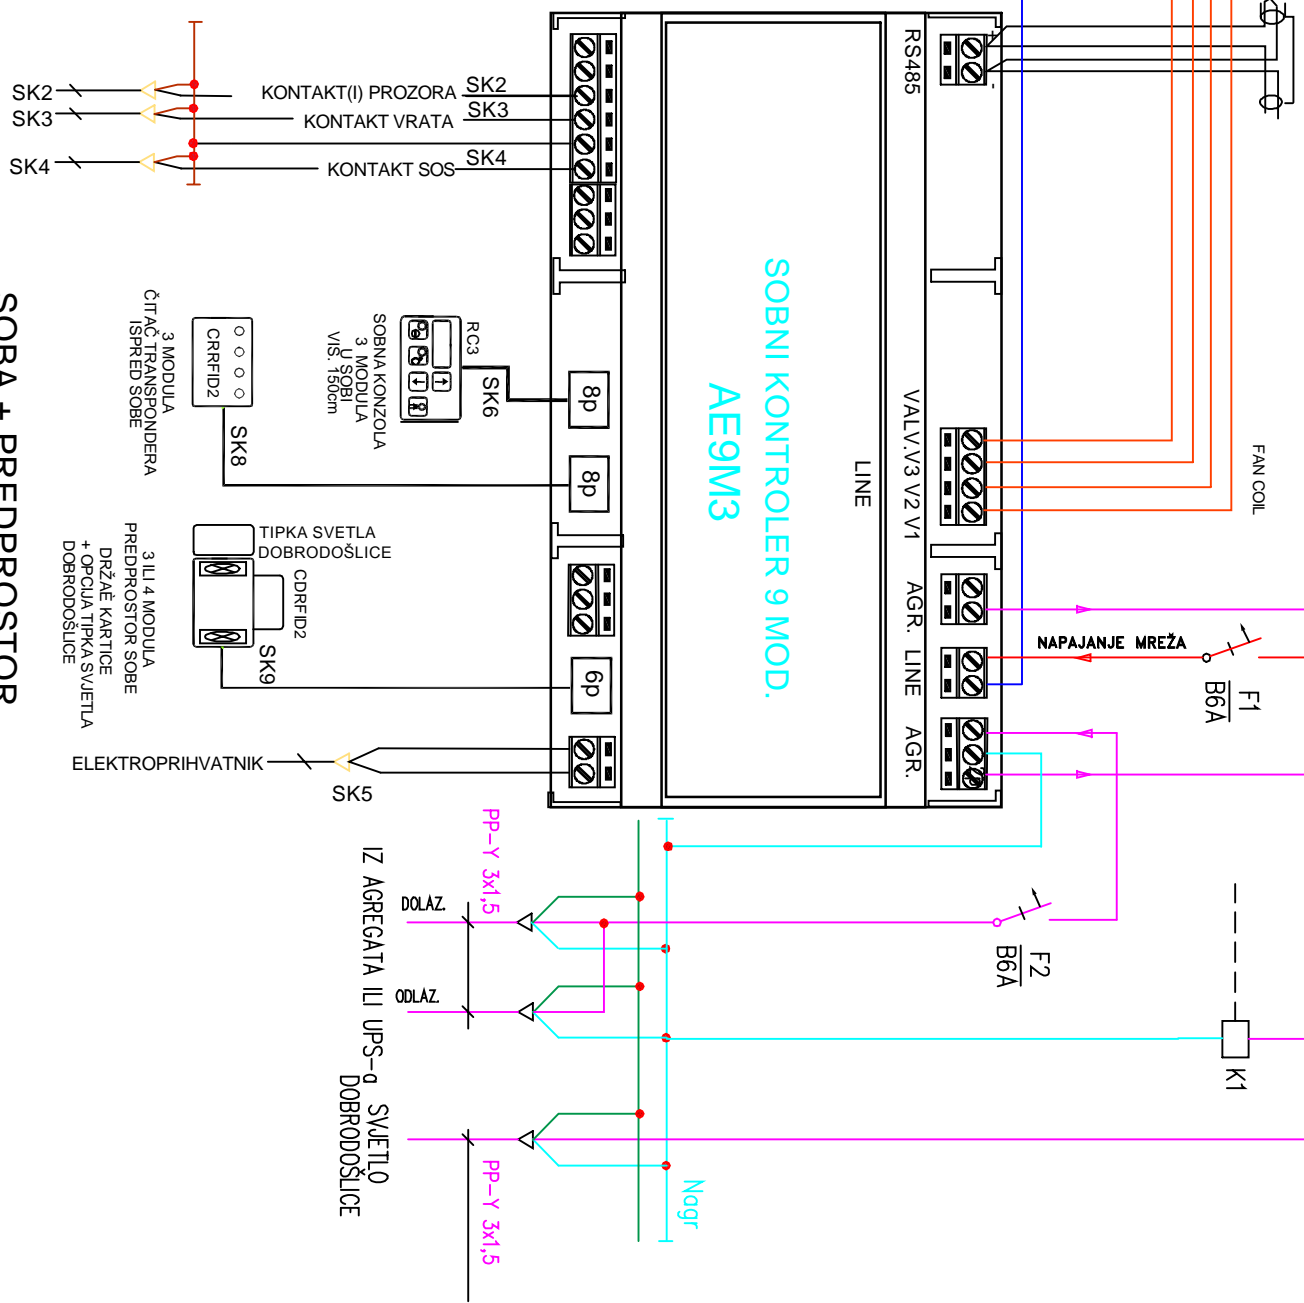 SK2
SK3
SK4
KONTAKT(I) PROZORA
KONTAKT VRATA
KONTAKT SOS
SK2
SK3
SK4
RS485
FAN COIL
SOBNI KONTROLER 9 MOD.
AE9M3
LINE
VALV.V3 V2 V1
AGR.
LINE
AGR.
NAPAJANJE MREŽA
F1
B6A
RC3
SK6
SOBNA KONZOLA
3 MODULA
U SOBI
VIS. 150cm
8p
8p
6p
CRRFID2
SK8
3 MODULA
ČITAČ TRANSPONDERA
ISPRED SOBE
TIPKA SVETLA
DOBRODOŠLICE
CDRFID2
SK9
3 ILI 4 MODULA
PREDPROSTOR SOBE
DRŽAÈ KARTICE
+ OPCIJA TIPKA SVJETLA
DOBRODOŠLICE
SOBA + PREDPROSTOR
ELEKTROPRIHVATNIK
SK5
PP-Y 3x1,5
DOLAZ.
ODLAZ.
IZ AGREGATA ILI UPS-a
SVJETLO
DOBRODOŠLICE
PP-Y 3x1,5
Nagr
F2
B6A
K1